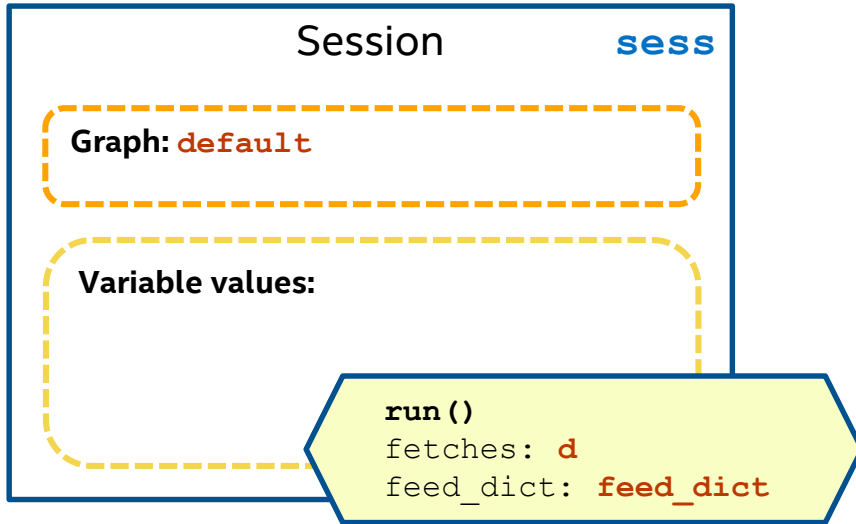 Session sess
Graph: default
Variable values:
run()
fetches: d
feed_dict: feed_dict